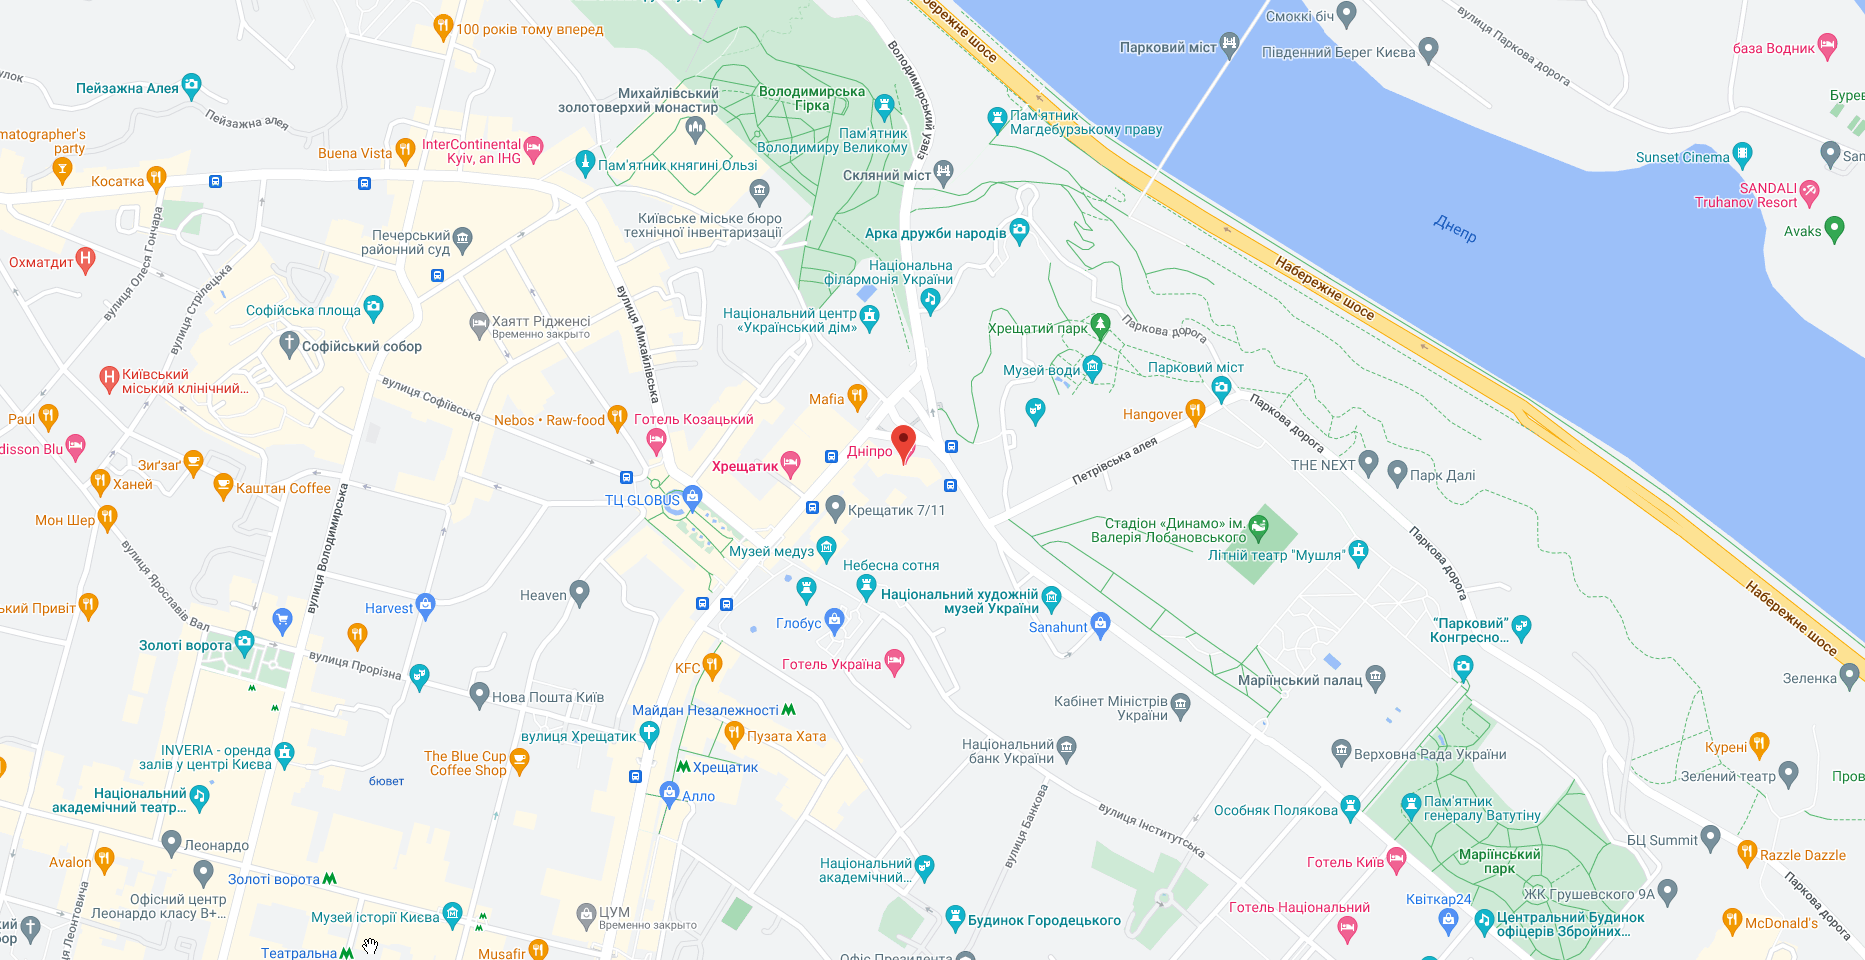 100 років тому вперед
Набережне шосе
Смоккі біч
Парковий міст
Південний Берег Києва
вулиця Паркова дорога
база Водник
Володимирський узвіз
Пейзажна Алея
Пейзажна алея
Михайлівський
золотоверхий монастир
Володимирська
Гірка
Пам'ятник
Володимиру Великому
Пам'ятник
Магдебурзькому праву
Sunset Cinema
SANDALI
Truhanov Resort
Avaks
matographer's
party
Косатка
Buena Vista
InterContinental
Kyiv, an IHG
Пам'ятник княгині Ользі
Скляний міст
Київське міське бюро
технічної інвентаризації
Печерський
районний суд
Арка дружби народів
Днепр
Охматдит
вулиця Олеся Гончара
вулиця Стрілецька
Національна
філармонія України
Набережне шосе
Софійська площа
Хаятт Рідженсі
Временно закрыто
вулиця Михайлівська
Національний центр
«Український дім»
Хрещатий парк
Паркова дорога
Софійський собор
Київський
міський клінічний...
вулиця Софіївська
Музей води
Парковий міст
Mafia
Hangover
Паркова дорога
Paul
disson Blu
Nebos • Raw-food
Готель Козацький
Хрещатик
Дніпро
Петрівська алея
THE NEXT
Парк Далі
Зиґзаґ
Ханей
Каштан Coffee
ТЦ GLOBUS
Крещатик 7/11
Мон Шер
вулиця Володимирська
вулиця Ярославів Вал
Музей медуз
Небесна сотня
Стадіон «Динамо» ім.
Валерія Лобановського
Літній театр "Мушля"
Паркова дорога
Набережне шосе
ький Привіт
Harvest
Heaven
Глобус
Національний художній
музей України
Sanahunt
"Парковий"
Конгресно...
Золоті ворота
вулиця Прорізна
KFC
Готель Україна
Маріїнський палац
Зеленка
Нова Пошта Київ
Майдан Незалежності
Кабінет Міністрів
України
вулиця Хрещатик
Пузата Хата
INVERIA - оренда
залів у центрі Києва
The Blue Cup
Coffee Shop
Хрещатик
Національний
банк України
Верховна Рада України
Курені
Зелений театр
бювет
Алло
Національний
академічний театр...
вулиця Банкова
вулиця Інститутська
Особняк Полякова
Пам'ятник
генералу Ватутіну
Леонардо
БЦ Summit
Avalon
Золоті ворота
Національний
академічний...
Готель Київ
Маріїнський
парк
Razzle Dazzle
Офісний центр
Леонардо класу В+...
вулиця Леонтовича
Музей історії Києва
ЦУМ
Временно закрыто
Будинок Городецького
Готель Національний
Квіткар24
ЖК Грушевского 9А
Центральний Будинок
офіцерів Збройних...
McDonald's
Паркова дорога
Театральна
Musafir
Офіс Президента